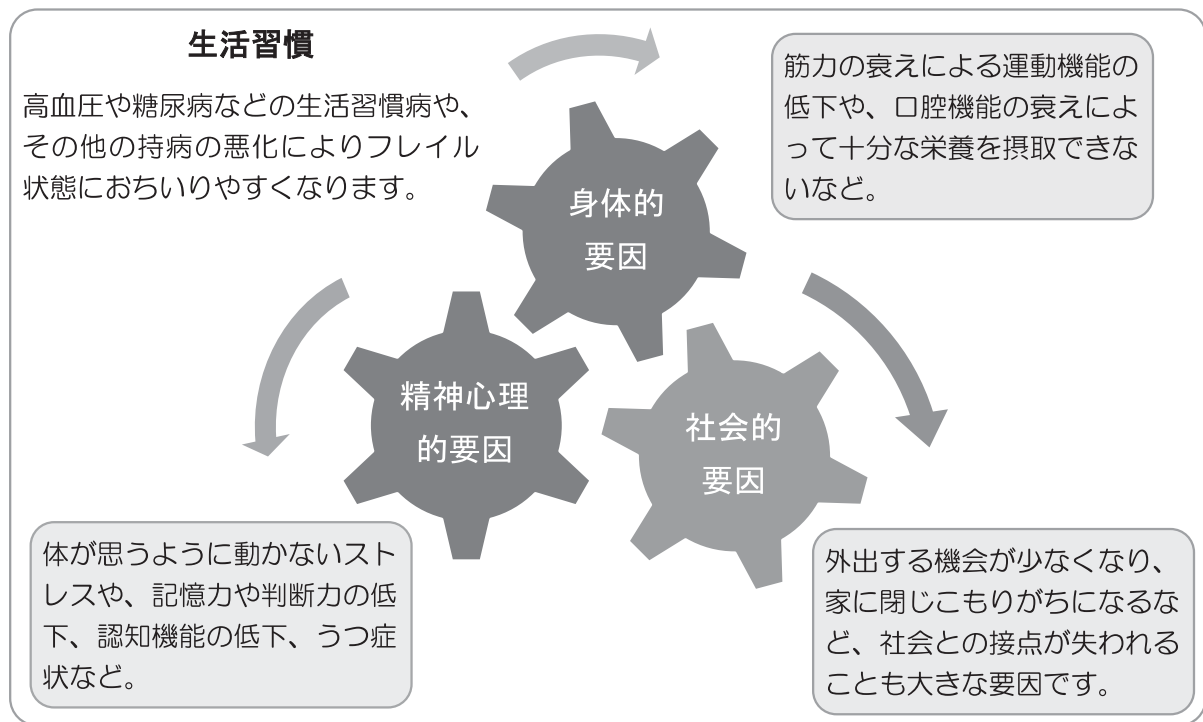 生活習慣
高血圧や糖尿病などの生活習慣病や、
その他の持病の悪化によりフレイル
状態におちいりやすくなります。
筋力の衰えによる運動機能の
低下や、口腔機能の衰えによ
って十分な栄養を摂取できな
いなど。
身体的
要因
精神心理
的要因
社会的
要因
体が思うように動かないスト
レスや、記憶力や判断力の低
下、認知機能の低下、うつ症
状など。
外出する機会が少なくなり、
家に閉じこもりがちになるな
ど、社会との接点が失われる
ことも大きな要因です。